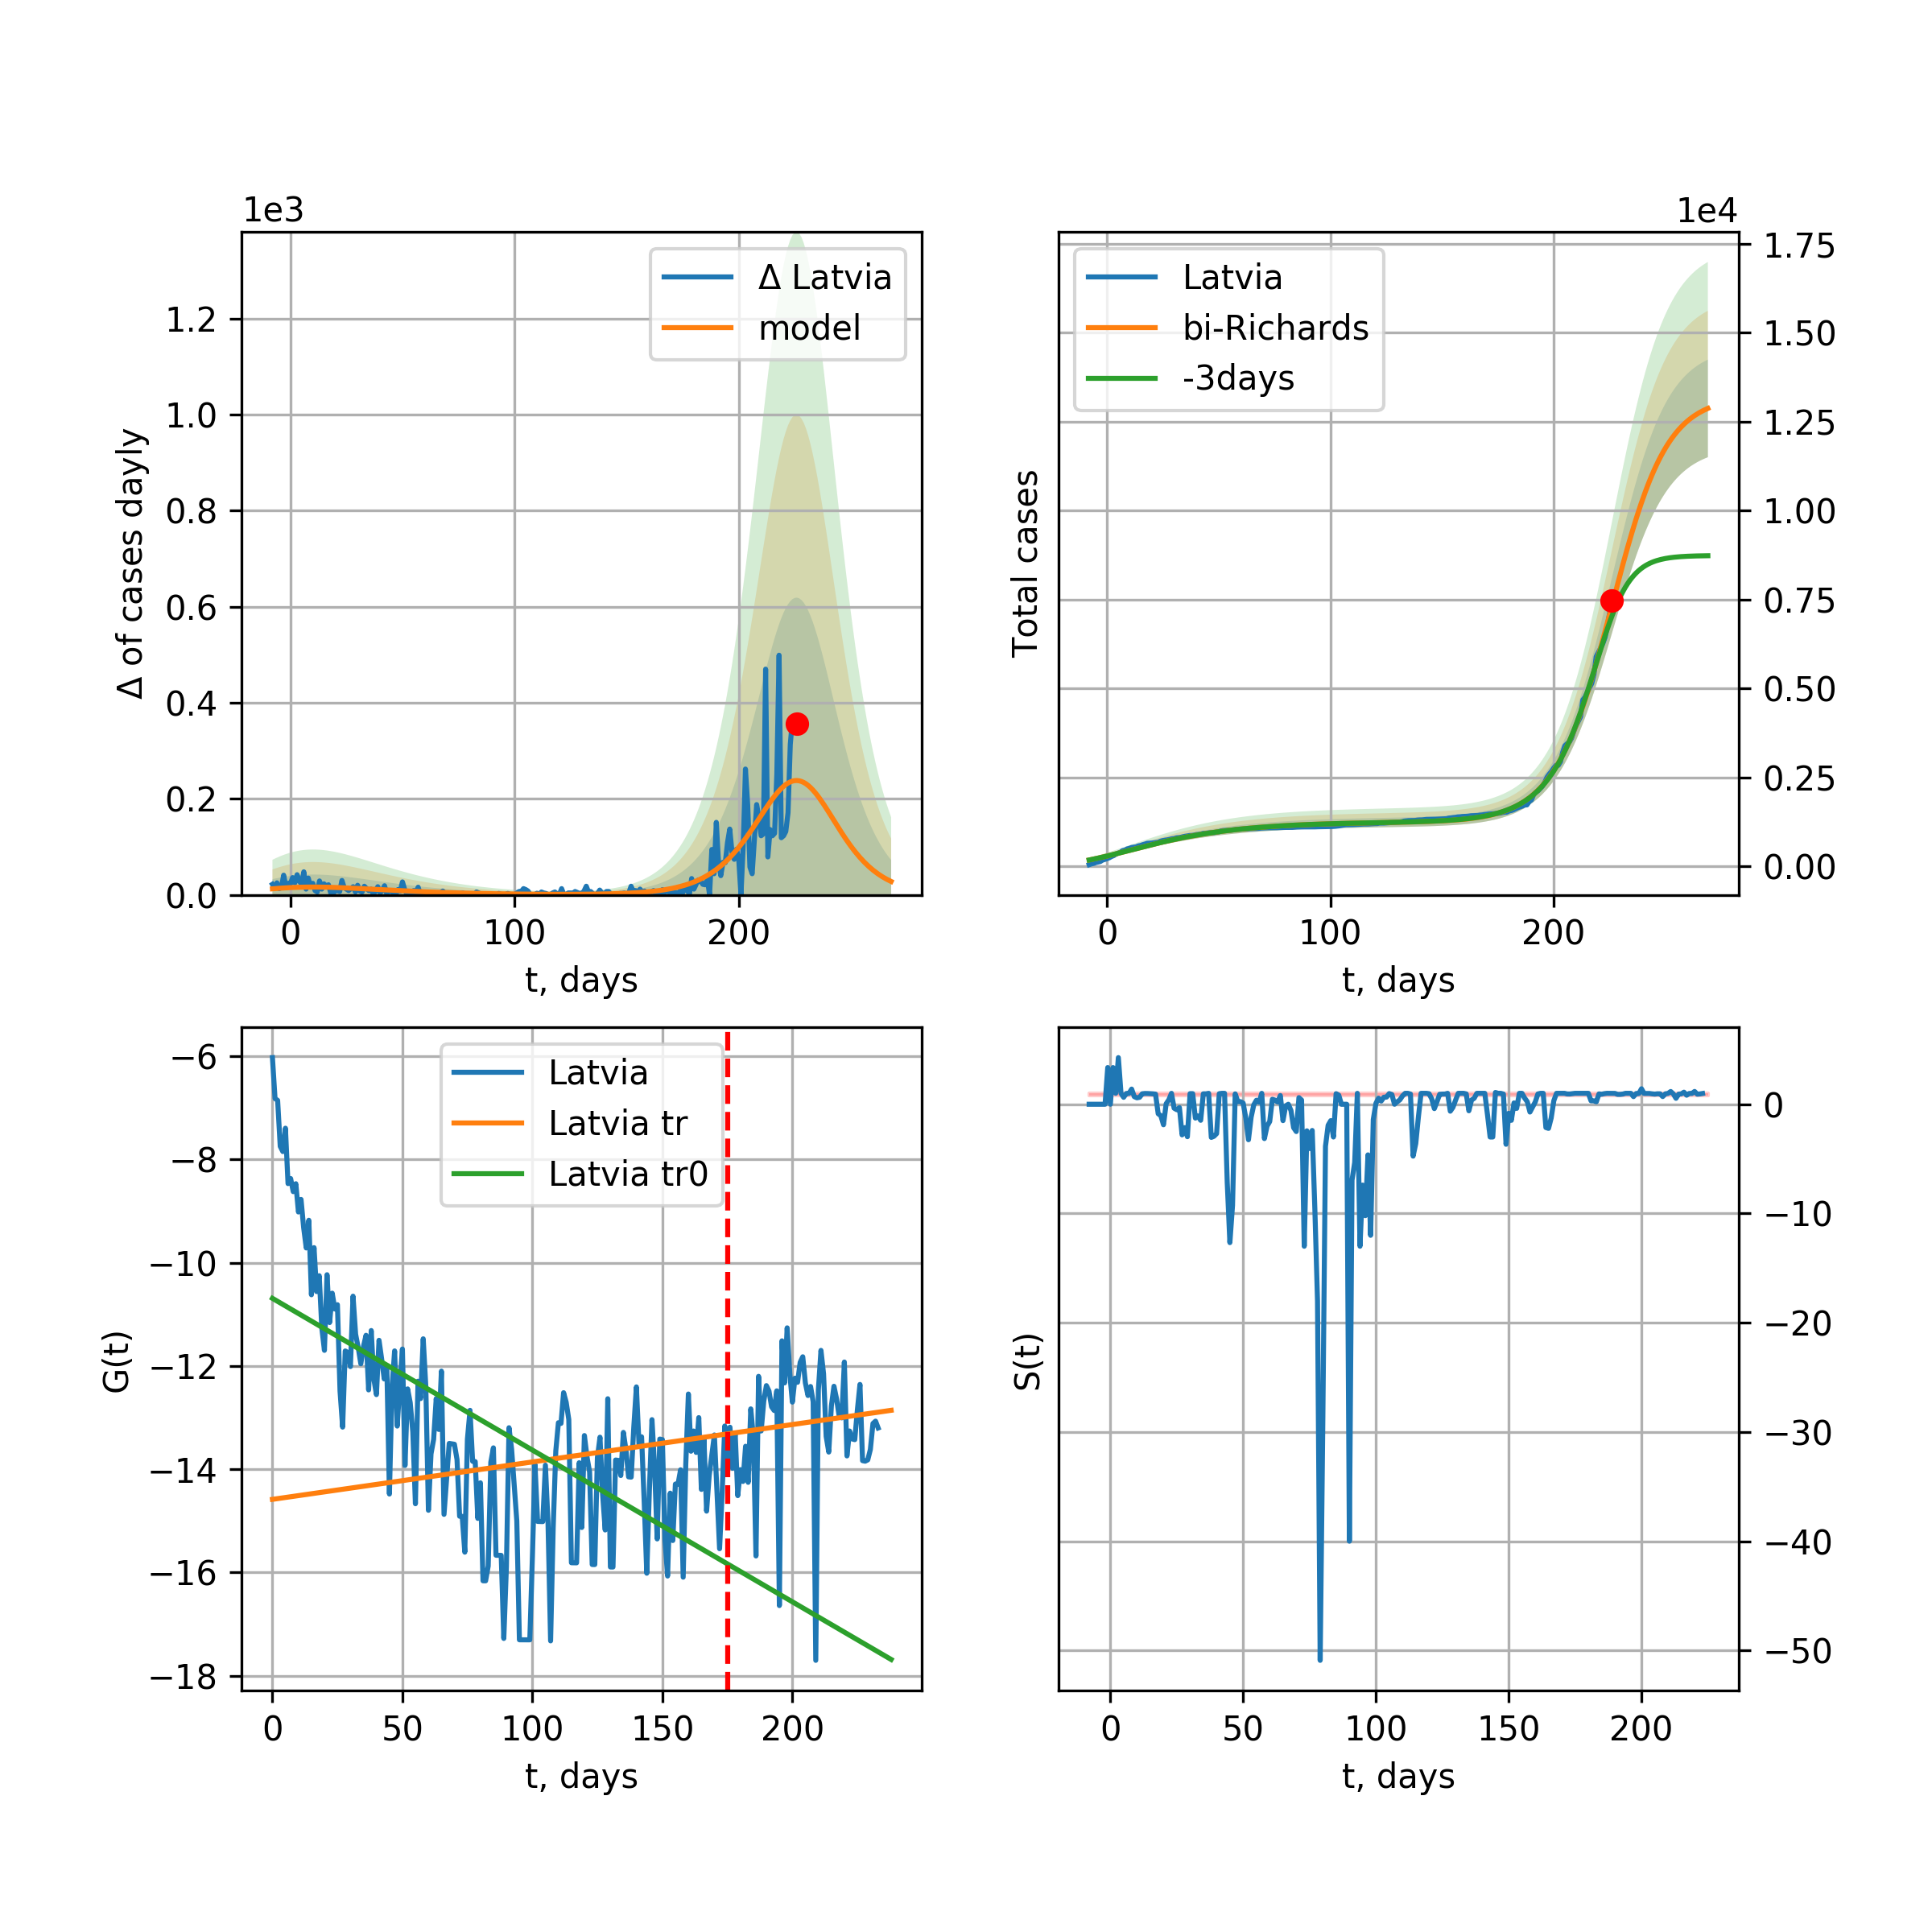 1e3
Δ Latvia
model
1.2
1.0
0.8
0.6
0.4
0.2
0.0
Δ of cases dayly
0
100
200
t, days
1e4
Latvia
bi-Richards
-3days
1.75
1.50
1.25
1.00
0.75
0.50
0.25
0.00
Total cases
0
100
200
t, days
Latvia
Latvia tr
Latvia tr0
−6
−8
−10
−12
−14
−16
−18
G(t)
0
50
100
150
200
t, days
0
−10
−20
−30
−40
−50
S(t)
0
50
100
150
200
t, days